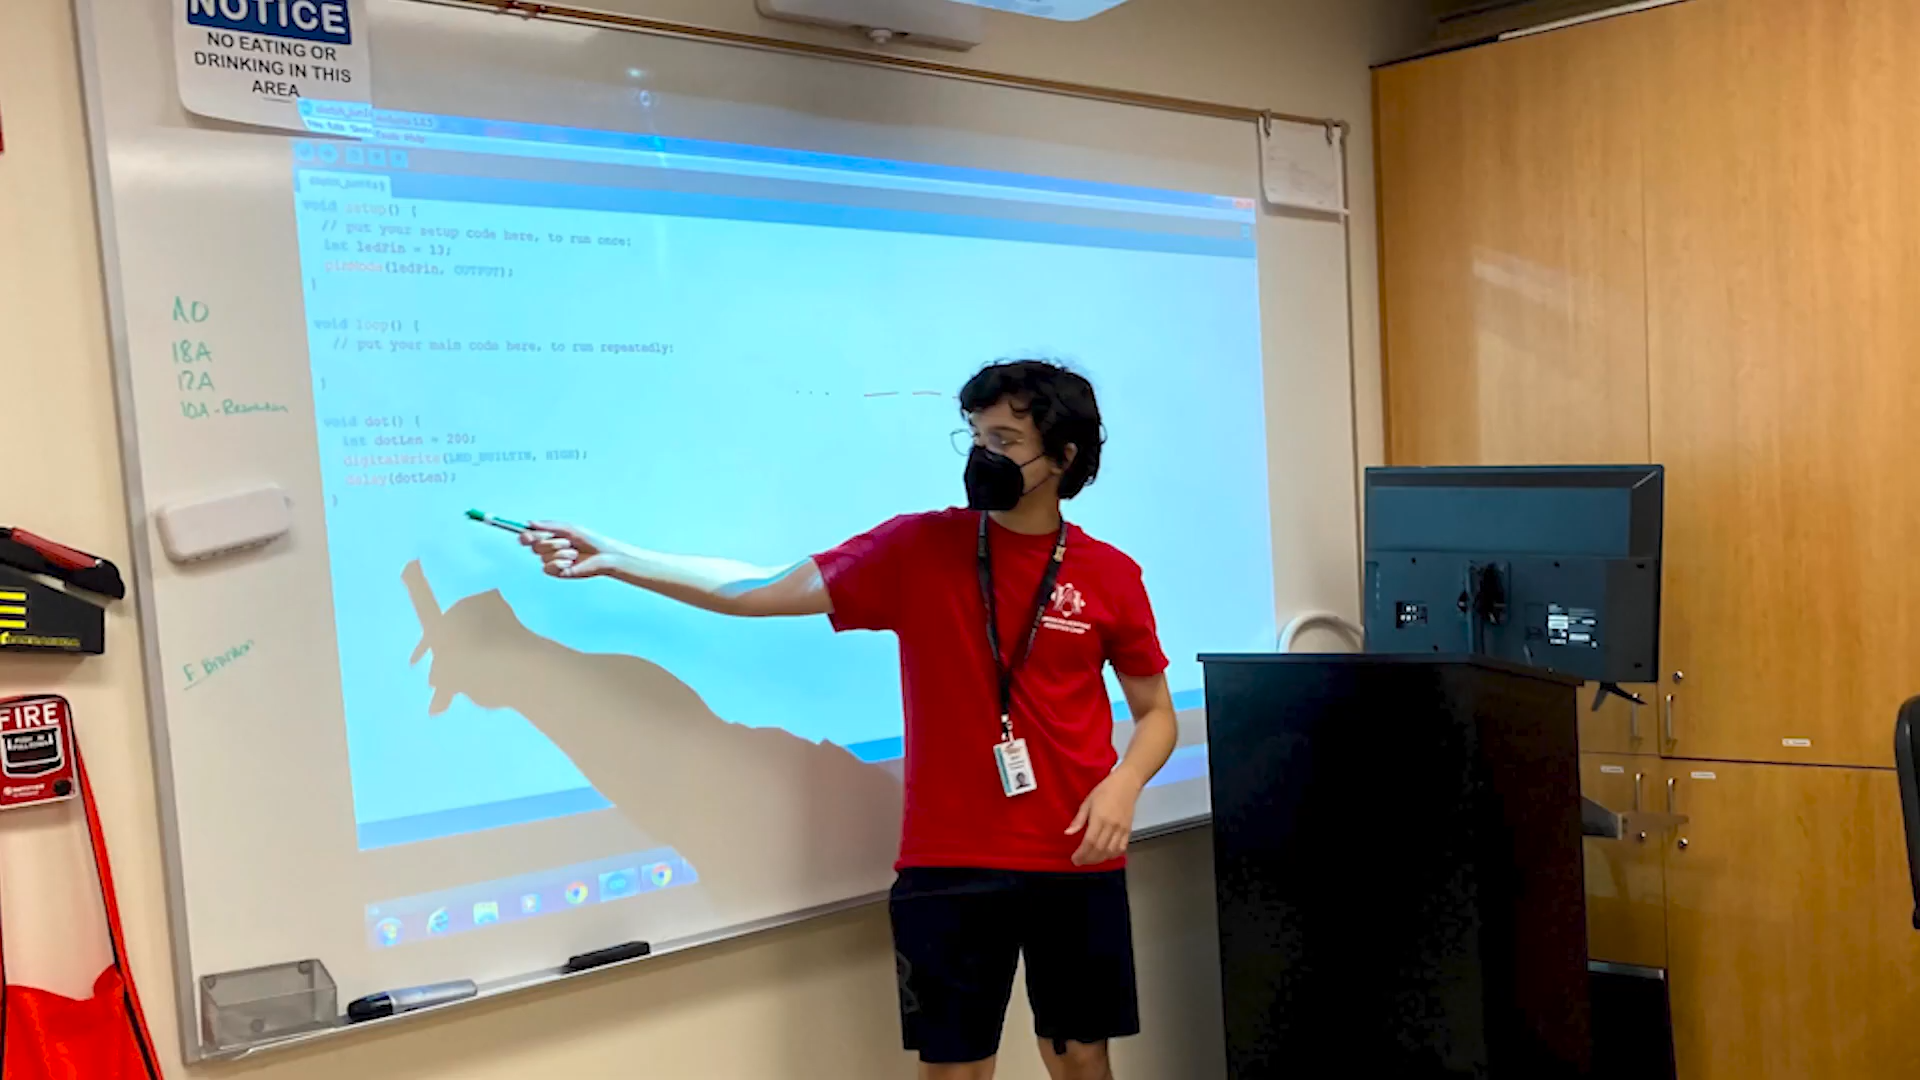 NOTICE
NO EATING OR
DRINKING IN THIS
AREA
void setup() {
// put your setup code here, to run once:
int ledPin = 13;
pinMode(ledPin, OUTPUT);
}
void loop() {
// put your main code here, to run repeatedly:
}
void dot() {
int dotLen = 200;
digitalWrite(LED_BUILTIN, HIGH);
delay(dotLen);
}
10
18A
12A
10A -
FIRE